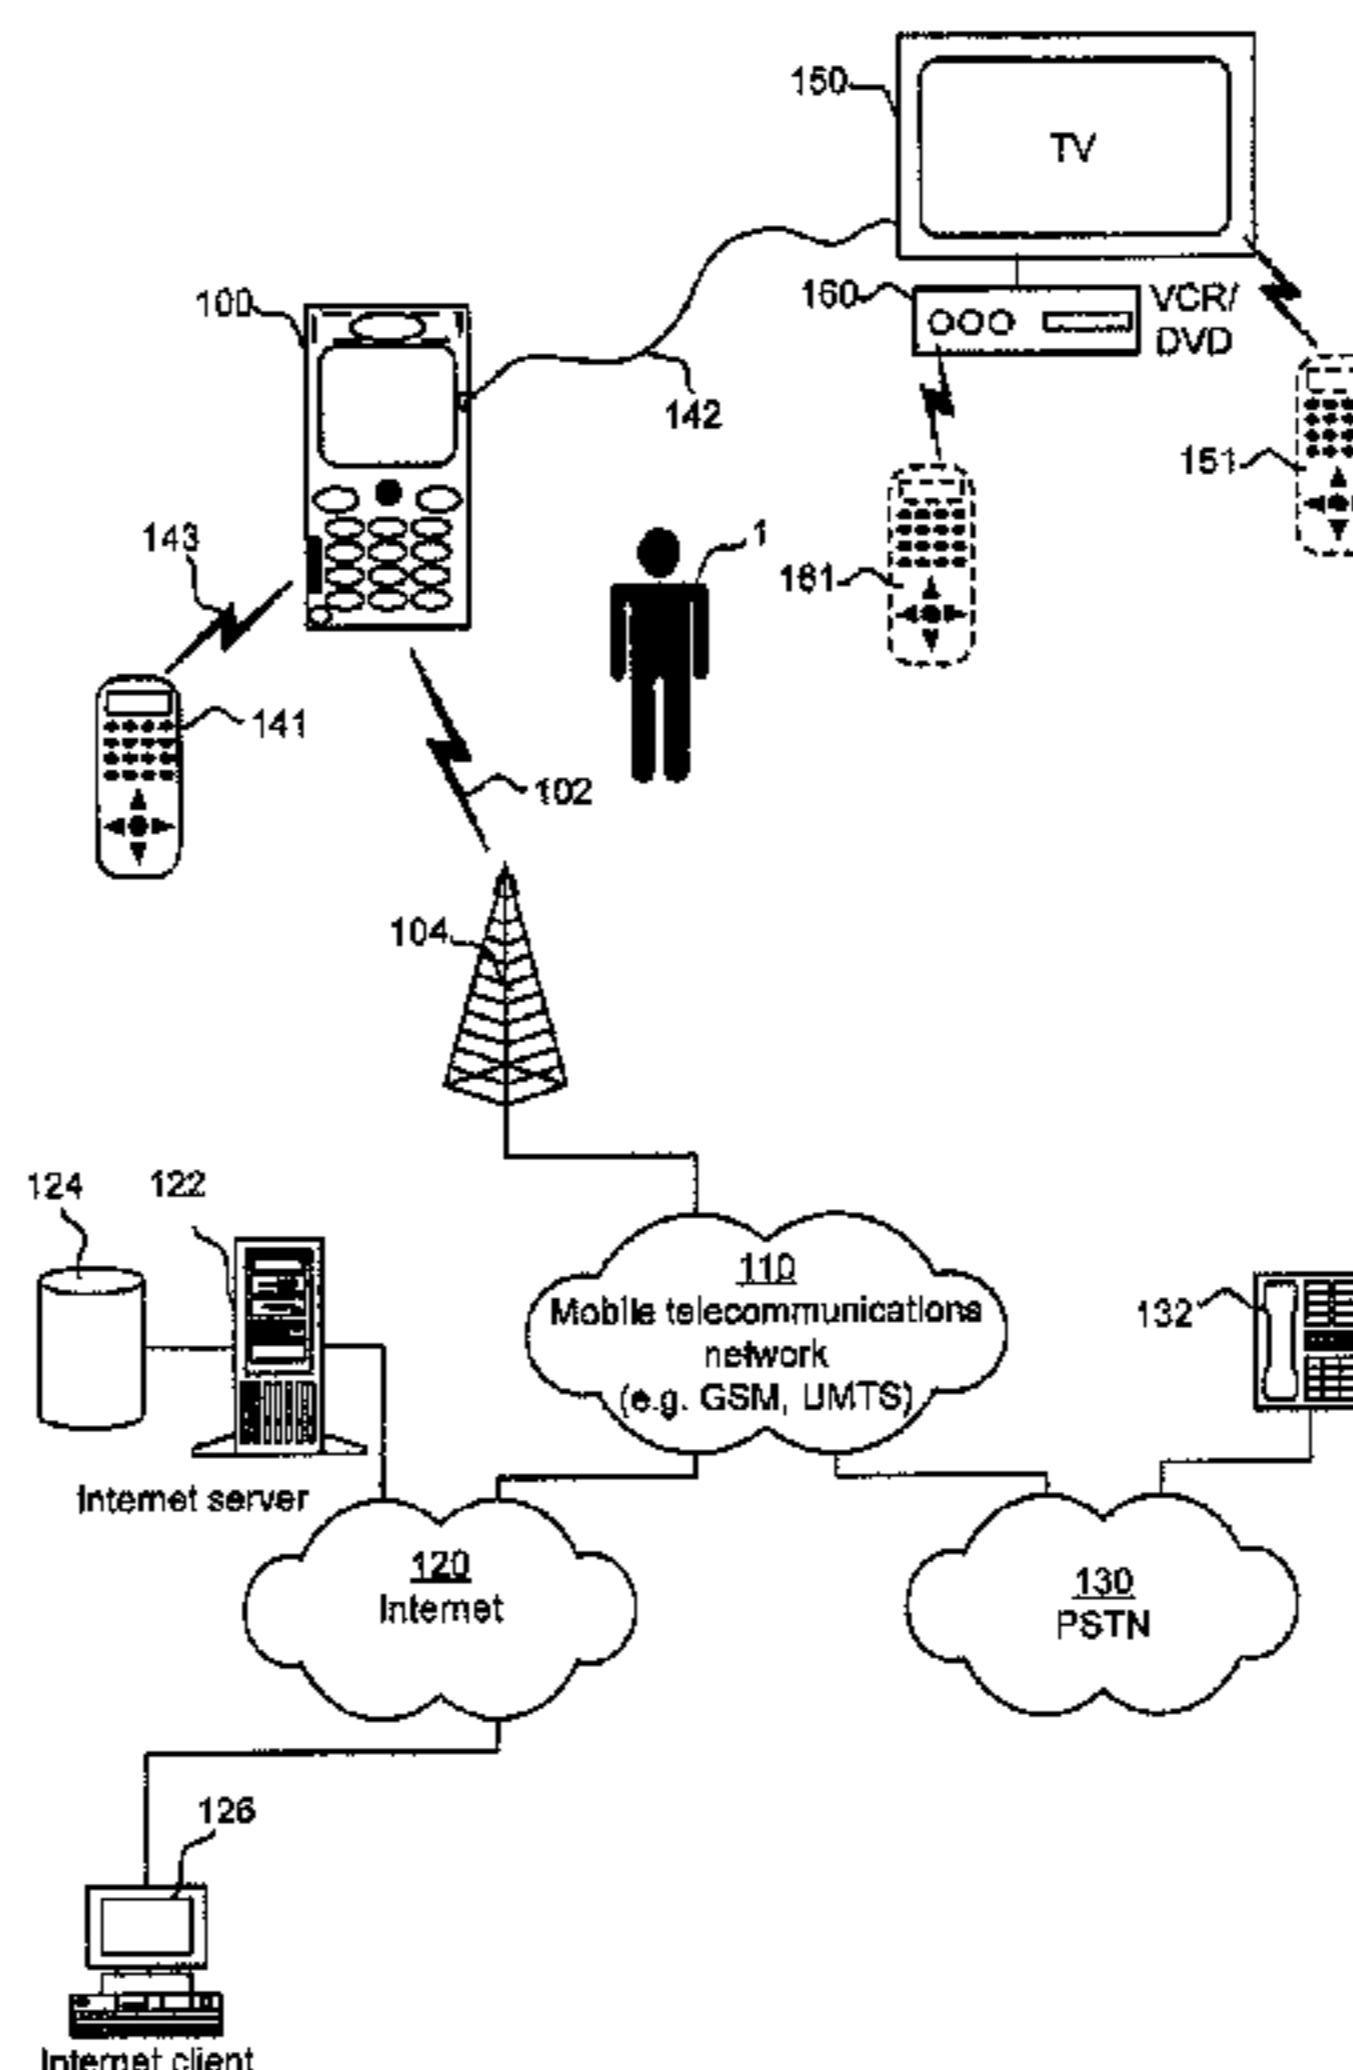 150
TV
100
160
VCR/
DVD
142
151
143
1
161
141
102
104
124
122
110
Mobile telecommunications
network
(e.g. GSM, UMTS)
132
Internet server
120
Internet
130
PSTN
126
Internet client